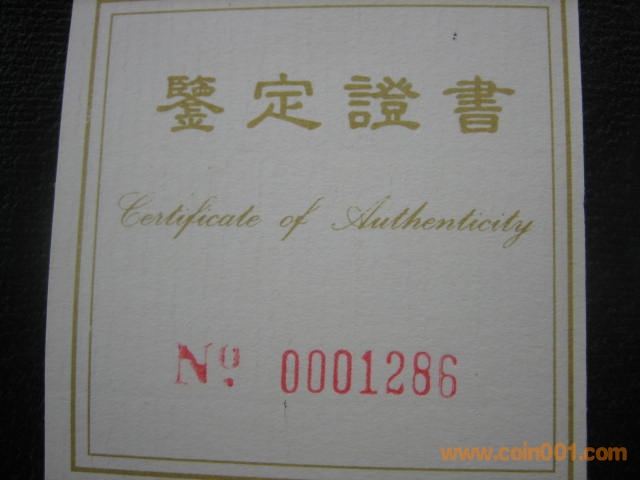 鑒定證書
Certificate of Authenticity
Nº 0001286
www.coin001.com